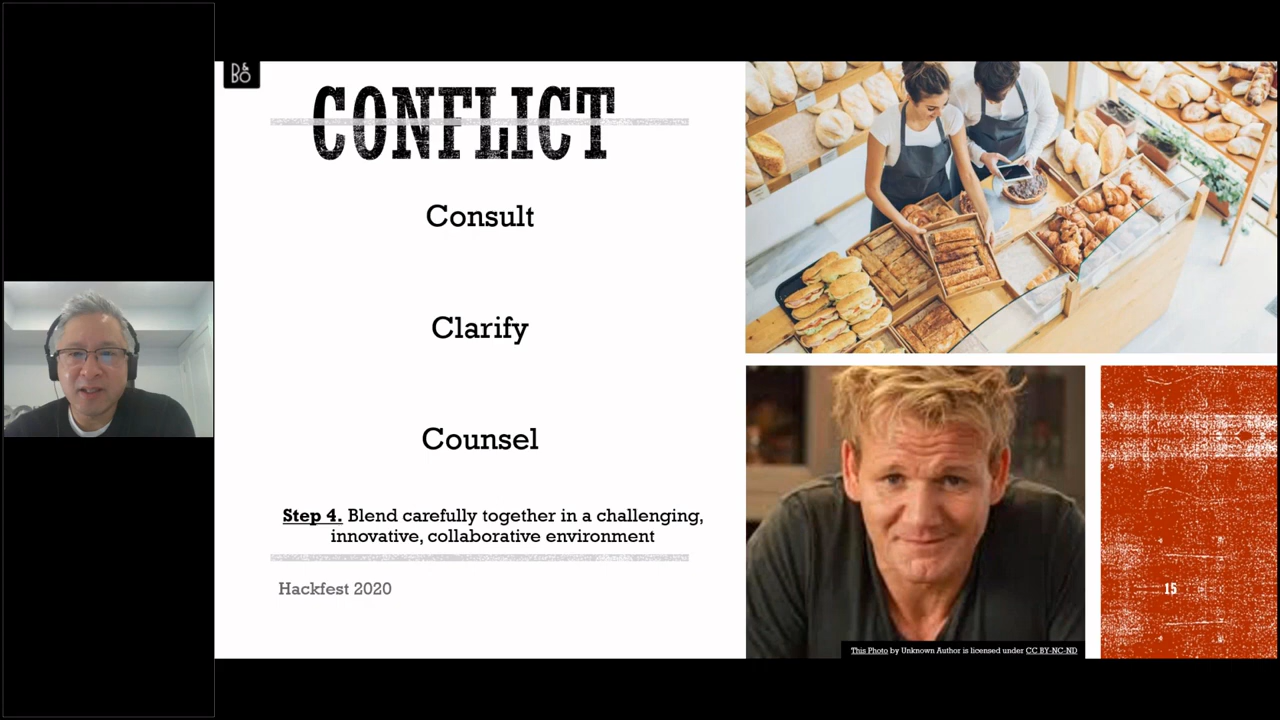 B&O
CONFLICT
Consult
Clarify
Counsel
Step 4. Blend carefully together in a challenging,
innovative, collaborative environment
Hackfest 2020
15
This Photo by Unknown Author is licensed under CC BY-NC-ND